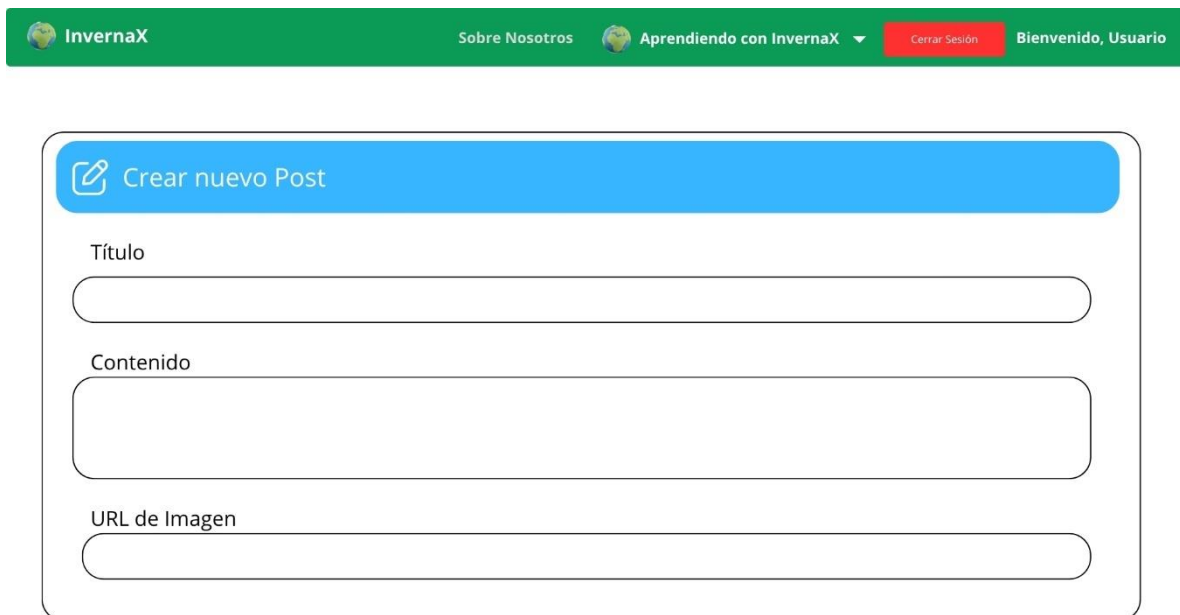 InvernaX Sobre Nosotros Aprendiendo con InvernaX Cerrar Sesión Bienvenido, Usuario
Crear nuevo Post
Título
Contenido
URL de Imagen